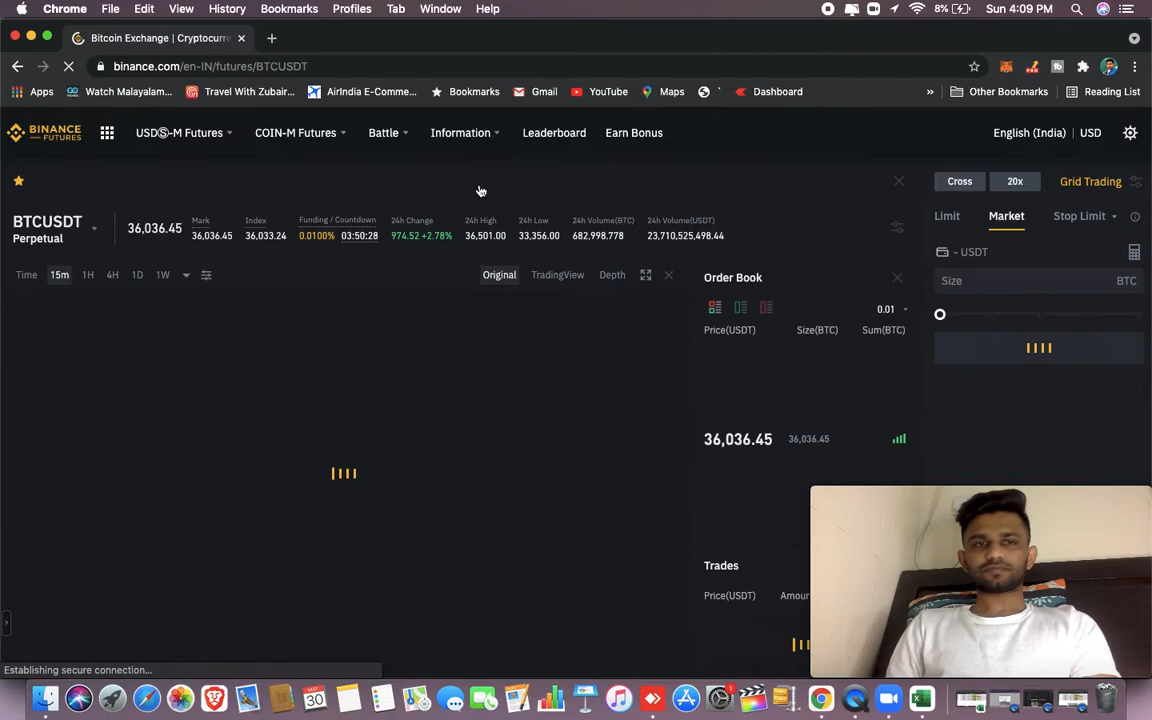 Chrome File Edit View History Bookmarks Profiles Tab Window Help 8% Sun 4:09 PM
Bitcoin Exchange | Cryptocurre
binance.com/en-IN/futures/BTCUSDT
Apps Watch Malayalam... Travel With Zubair... AirIndia E-Comme... Bookmarks Gmail YouTube Maps Dashboard » Other Bookmarks Reading List
BINANCE FUTURES USDⓈ-M Futures COIN-M Futures Battle Information Leaderboard Earn Bonus English (India) USD
Cross 20x Grid Trading
BTCUSDT
Perpetual
36,036.45
Mark Index Funding / Countdown 24h Change 24h High 24h Low 24h Volume(BTC) 24h Volume(USDT)
36,036.45 36,033.24 0.0100% 03:50:28 974.52 +2.78% 36,501.00 33,356.00 682,998.778 23,710,525,498.44
Limit Market Stop Limit
- USDT
Size BTC
Time 15m 1H 4H 1D 1W Original TradingView Depth
Order Book
0.01
Price(USDT) Size(BTC) Sum(BTC)
36,036.45 36,036.45
Trades
Price(USDT) Amou
Establishing secure connection...
MAY
30